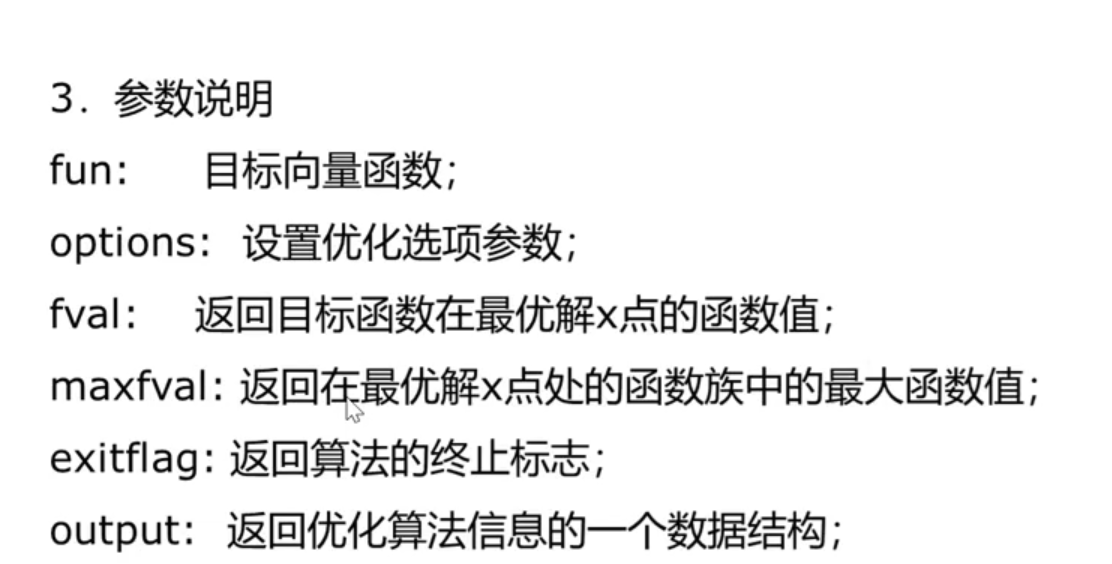 3．参数说明
fun: 目标向量函数；
options: 设置优化选项参数；
fval: 返回目标函数在最优解x点的函数值；
maxfval: 返回在最优解x点处的函数族中的最大函数值；
exitflag: 返回算法的终止标志；
output: 返回优化算法信息的一个数据结构；